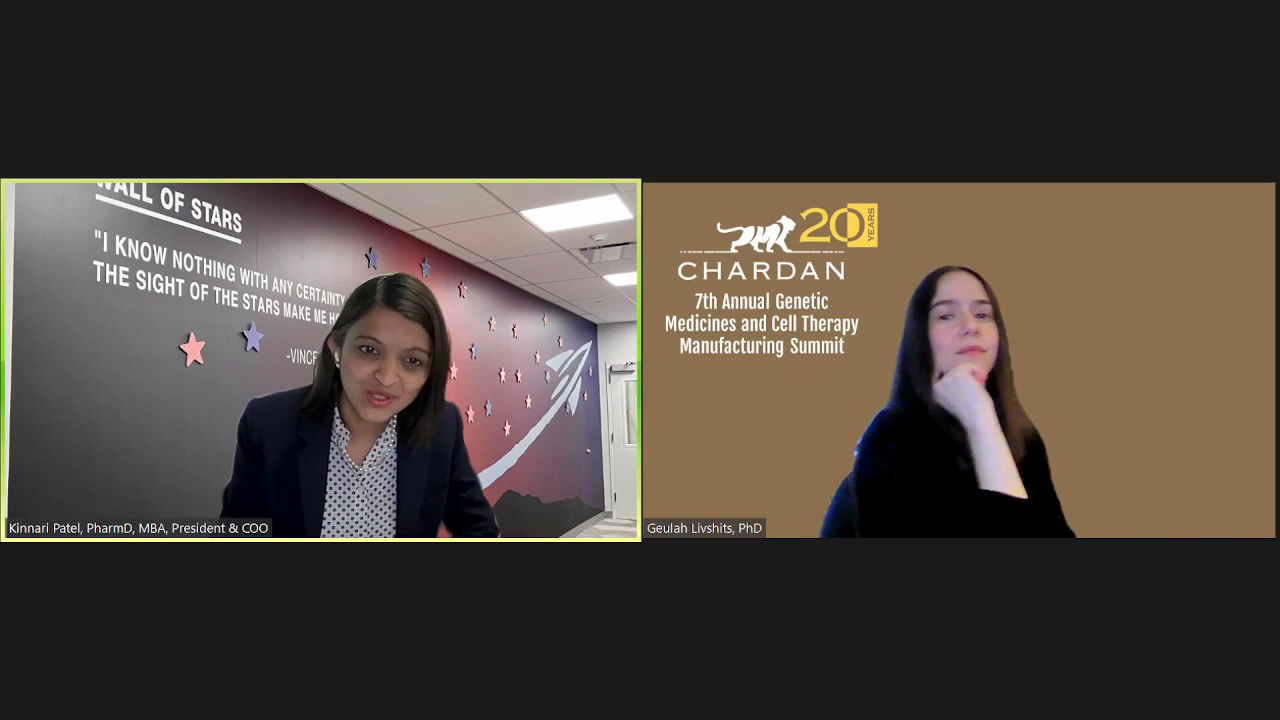 WALL OF STARS
"I KNOW NOTHING WITH ANY CERTAINTY
THE SIGHT OF THE STARS MAKE ME
-VINCE
Kinnari Patel, PharmD, MBA, President & COO
20 YEARS
CHARDAN
7th Annual Genetic
Medicines and Cell Therapy
Manufacturing Summit
Geulah Livshits, PhD